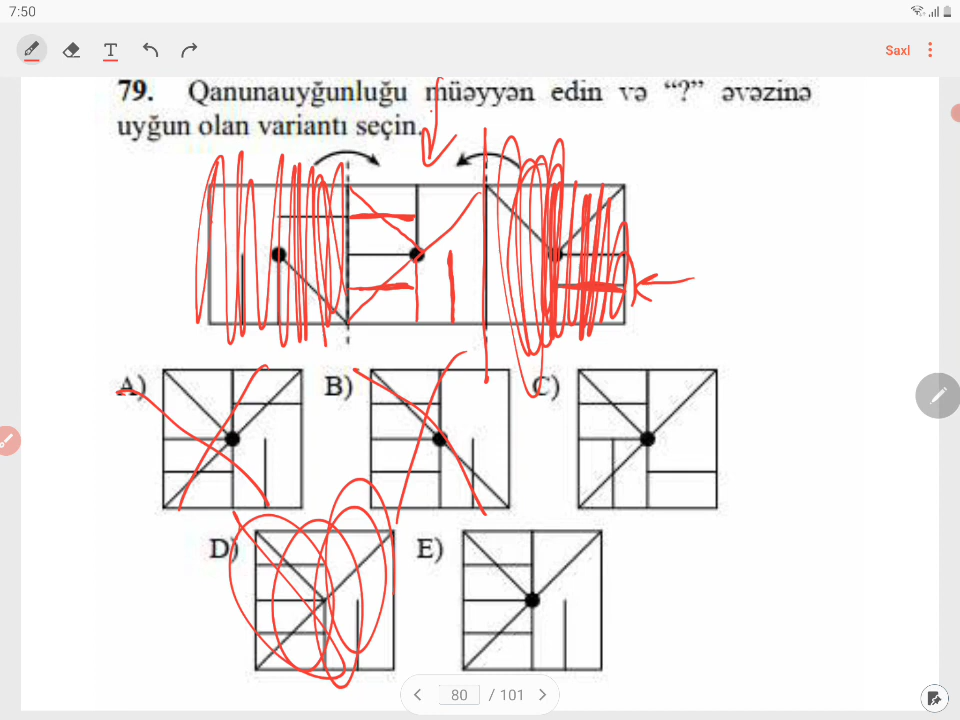 7:50
T
Saxl
79. Qanunauyğunluğu müəyyən edin və “?” əvəzinə
uyğun olan variantı seçin.
A) B) C)
D) E)
80 / 101